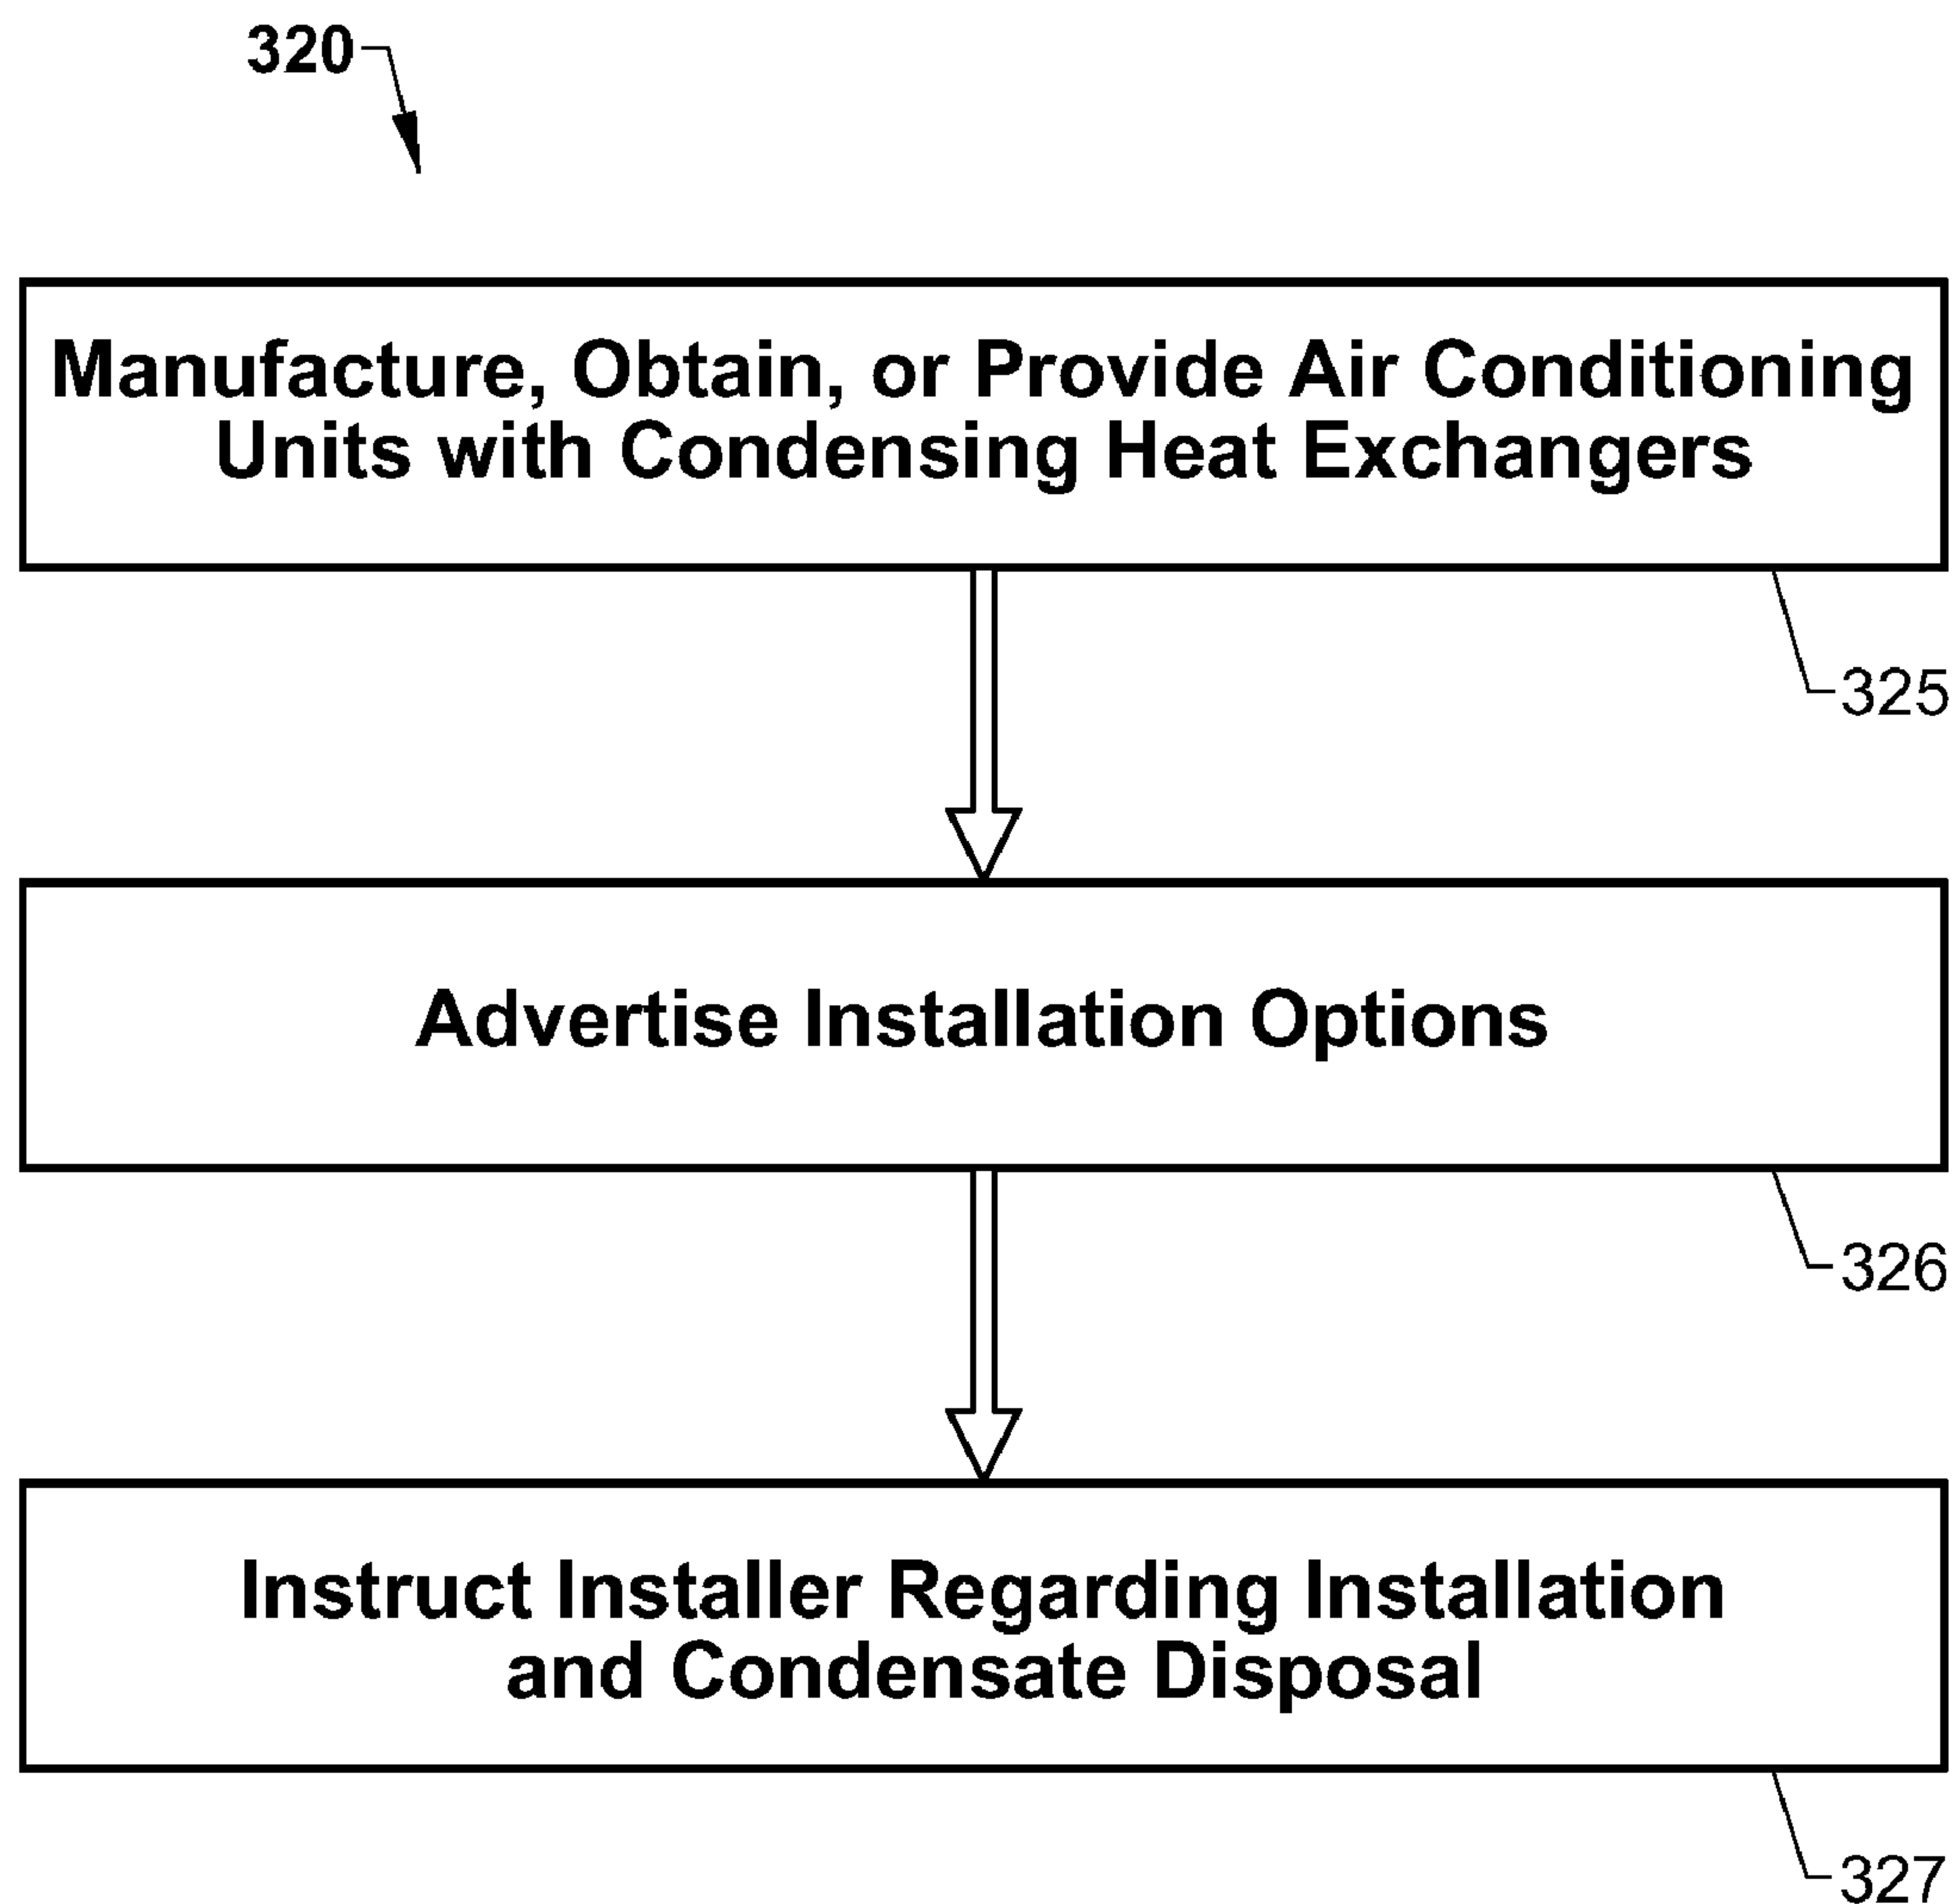 320
Manufacture, Obtain, or Provide Air Conditioning
Units with Condensing Heat Exchangers
325
Advertise Installation Options
326
Instruct Installer Regarding Installation
and Condensate Disposal
327